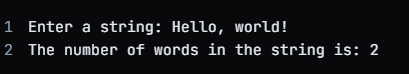 1 Enter a string: Hello, world!
2 The number of words in the string is: 2